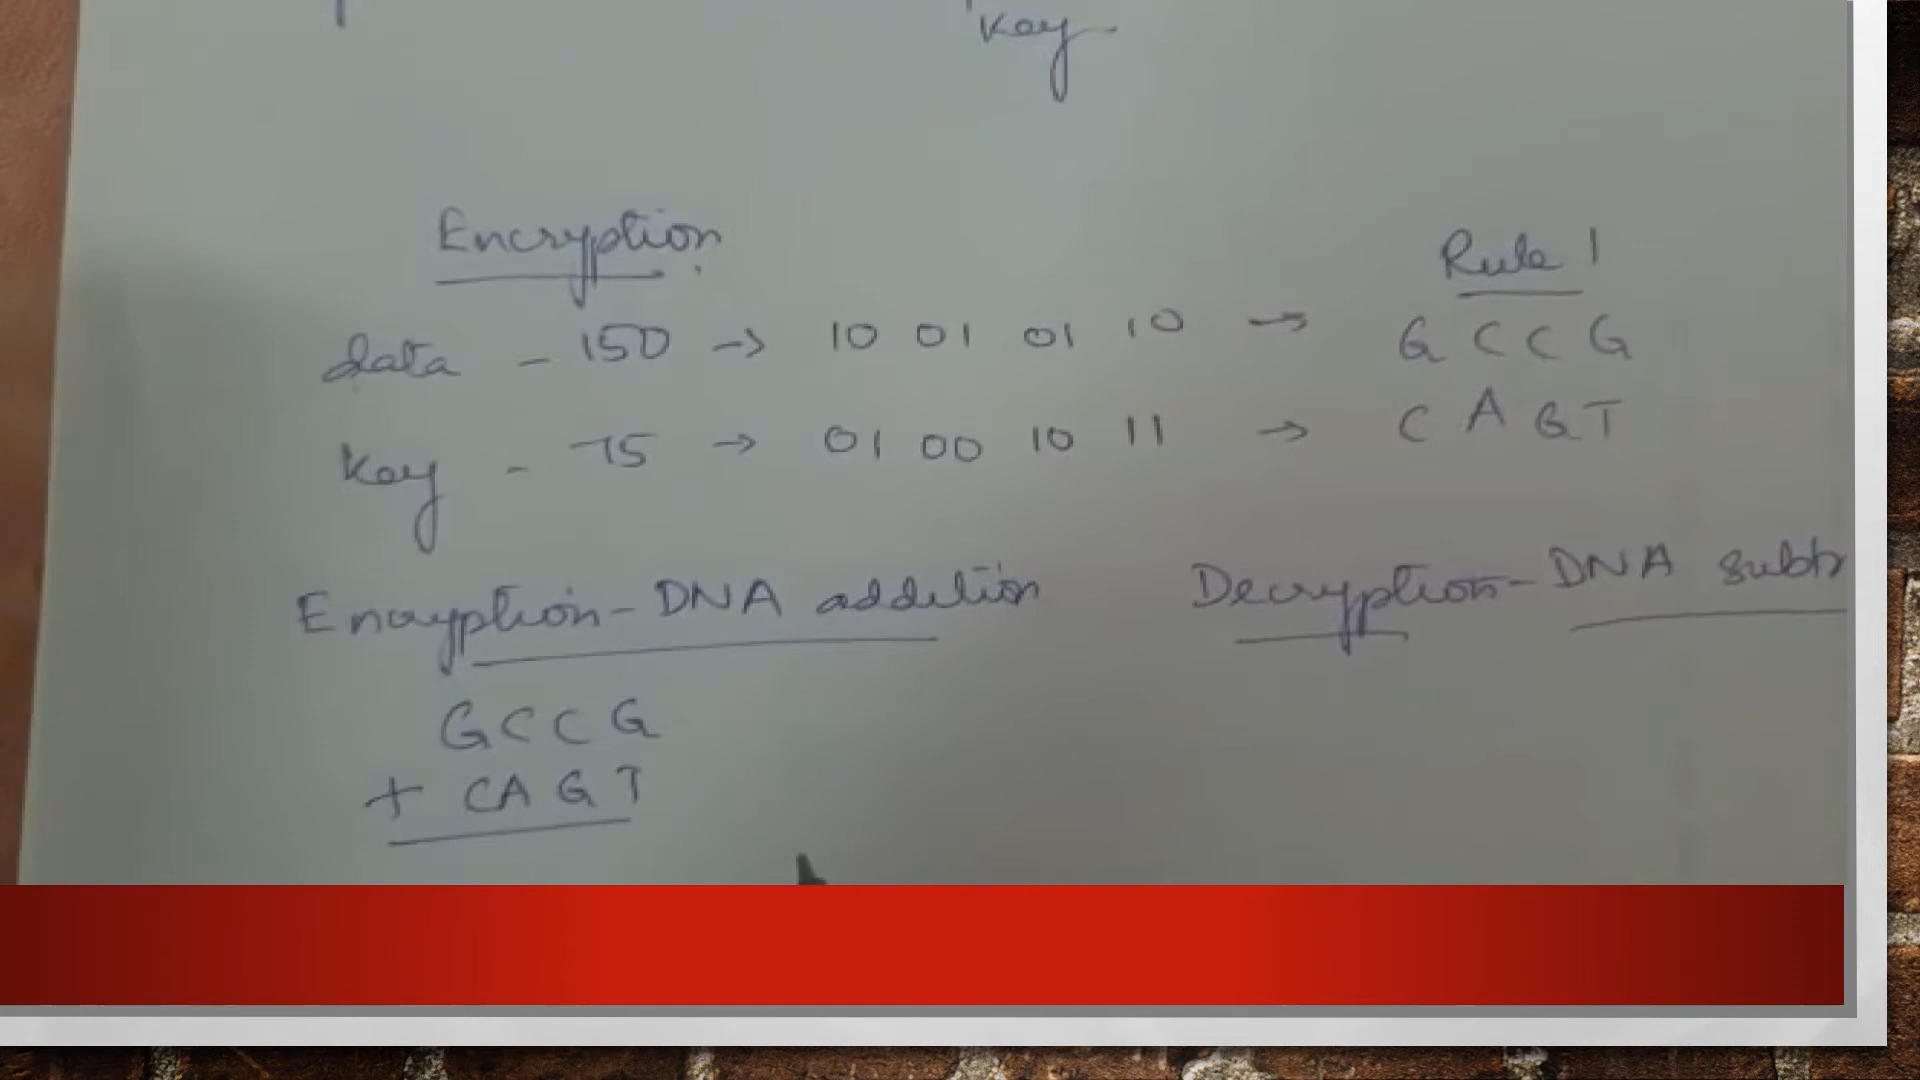 Key
Encryption
Rule 1
data - 150 → 10 01 01 10 → G C C G
Key - 75 → 01 00 10 11 → C A G T
Encryption - DNA addition Decryption - DNA subtr
G C C G
+ C A G T